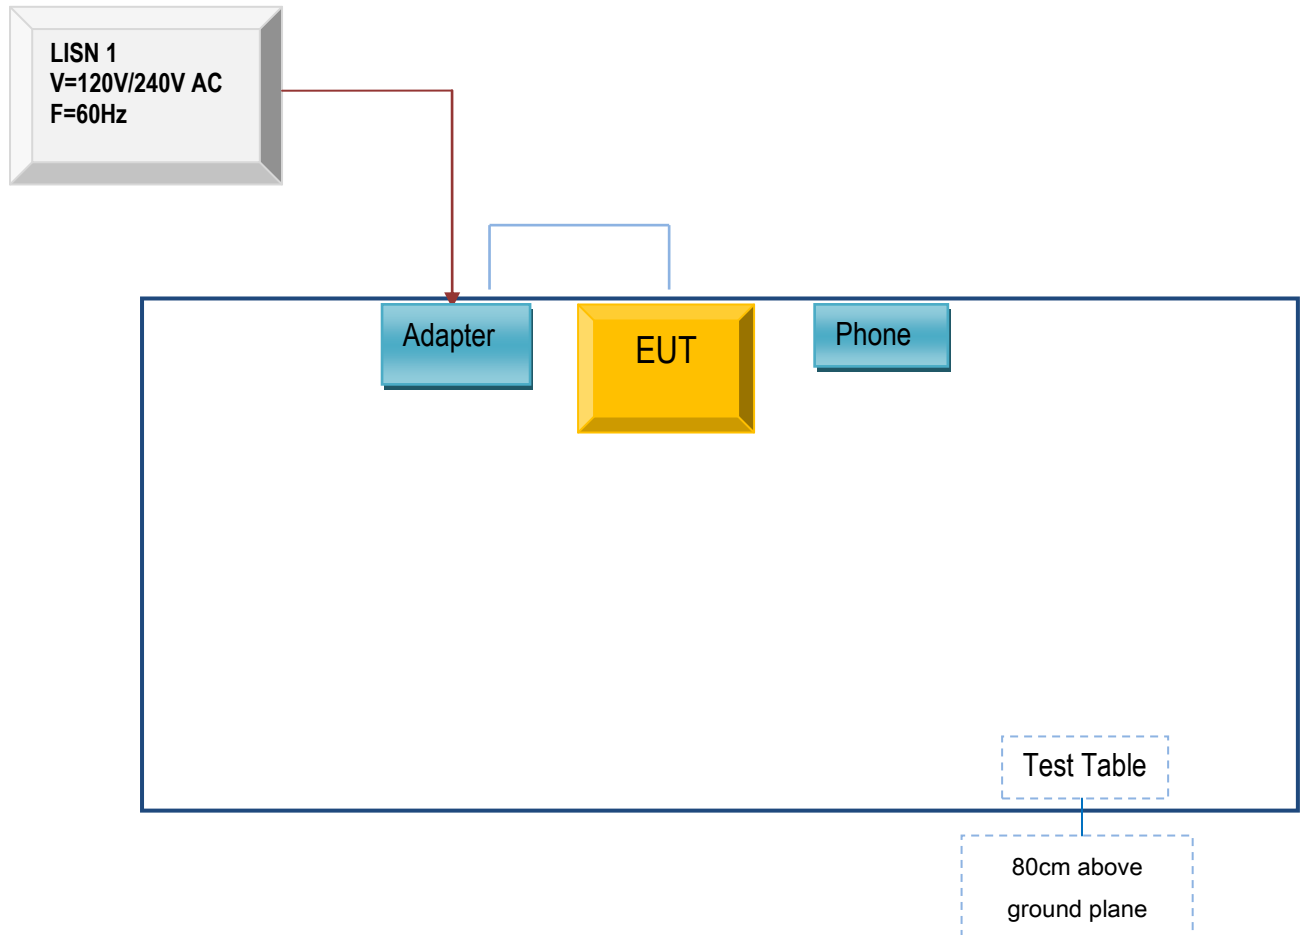 LISN 1
V=120V/240V AC
F=60Hz
Adapter
EUT
Phone
Test Table
80cm above
ground plane